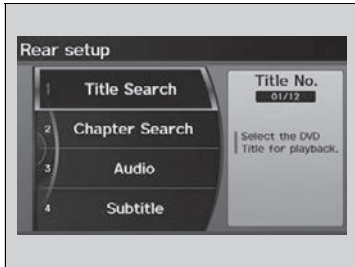 Rear setup
1 Title Search
2 Chapter Search
3 Audio
4 Subtitle
Title No.
01/12
Select the DVD
Title for playback.